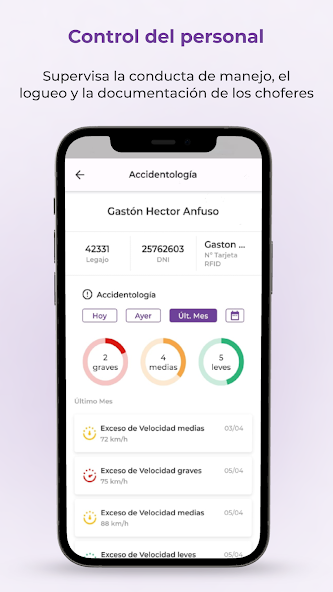 Control del personal
Supervisa la conducta de manejo, el
logueo y la documentación de los choferes
Accidentología
Gastón Hector Anfuso
42331
Legajo
25762603
DNI
Gaston ...
N° Tarjeta
RFID
Accidentología
Hoy
Ayer
Últ. Mes
2
graves
4
medias
5
leves
Último Mes
Exceso de Velocidad medias 03/04
72 km/h
Exceso de Velocidad graves 05/04
75 km/h
Exceso de Velocidad medias 05/04
88 km/h
Exceso de Velocidad leves 05/04